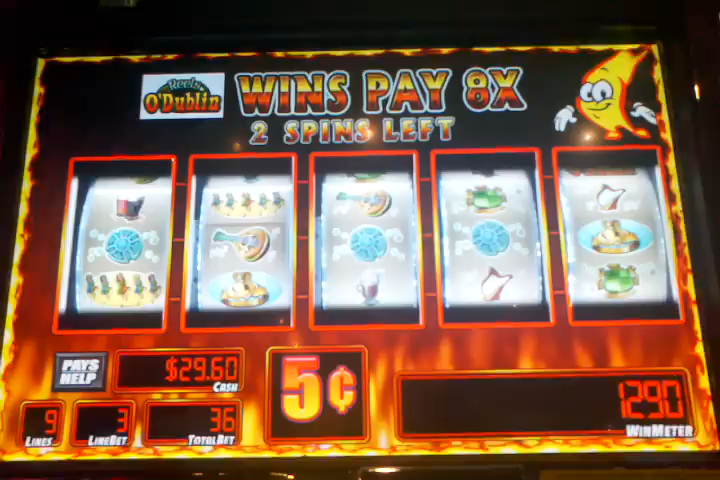 Reels
O'Dublin
WINS PAY 8X
2 SPINS LEFT
PAYS
HELP
$29.60
CASH
5¢
9
LINES
3
LINEBET
36
TOTALBET
1290
WINMETER